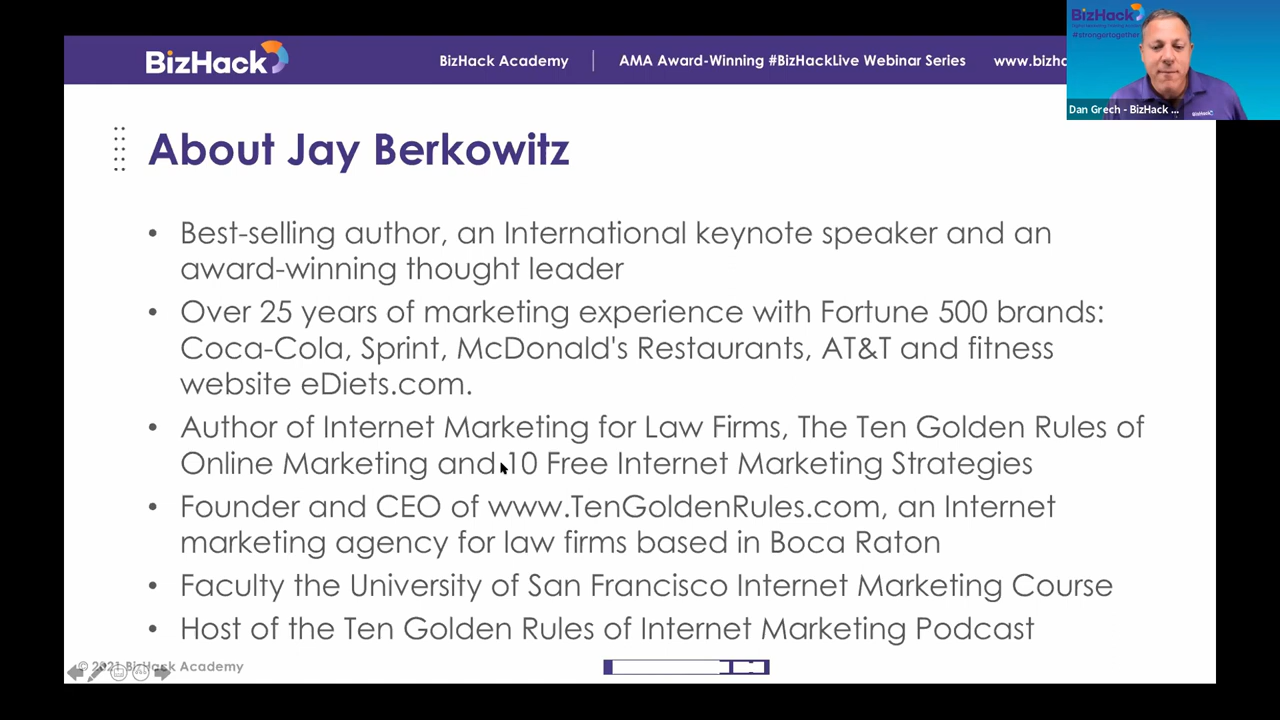 BizHack
BizHack Academy
AMA Award-Winning #BizHackLive Webinar Series
BizHack
#strongertogether
Dan Grech - BizHack ...
BizHack
About Jay Berkowitz
• Best-selling author, an International keynote speaker and an
award-winning thought leader
• Over 25 years of marketing experience with Fortune 500 brands:
Coca-Cola, Sprint, McDonald's Restaurants, AT&T and fitness
website eDiets.com.
• Author of Internet Marketing for Law Firms, The Ten Golden Rules of
Online Marketing and 10 Free Internet Marketing Strategies
• Founder and CEO of www.TenGoldenRules.com, an Internet
marketing agency for law firms based in Boca Raton
• Faculty the University of San Francisco Internet Marketing Course
• Host of the Ten Golden Rules of Internet Marketing Podcast
© 2021 BizHack Academy